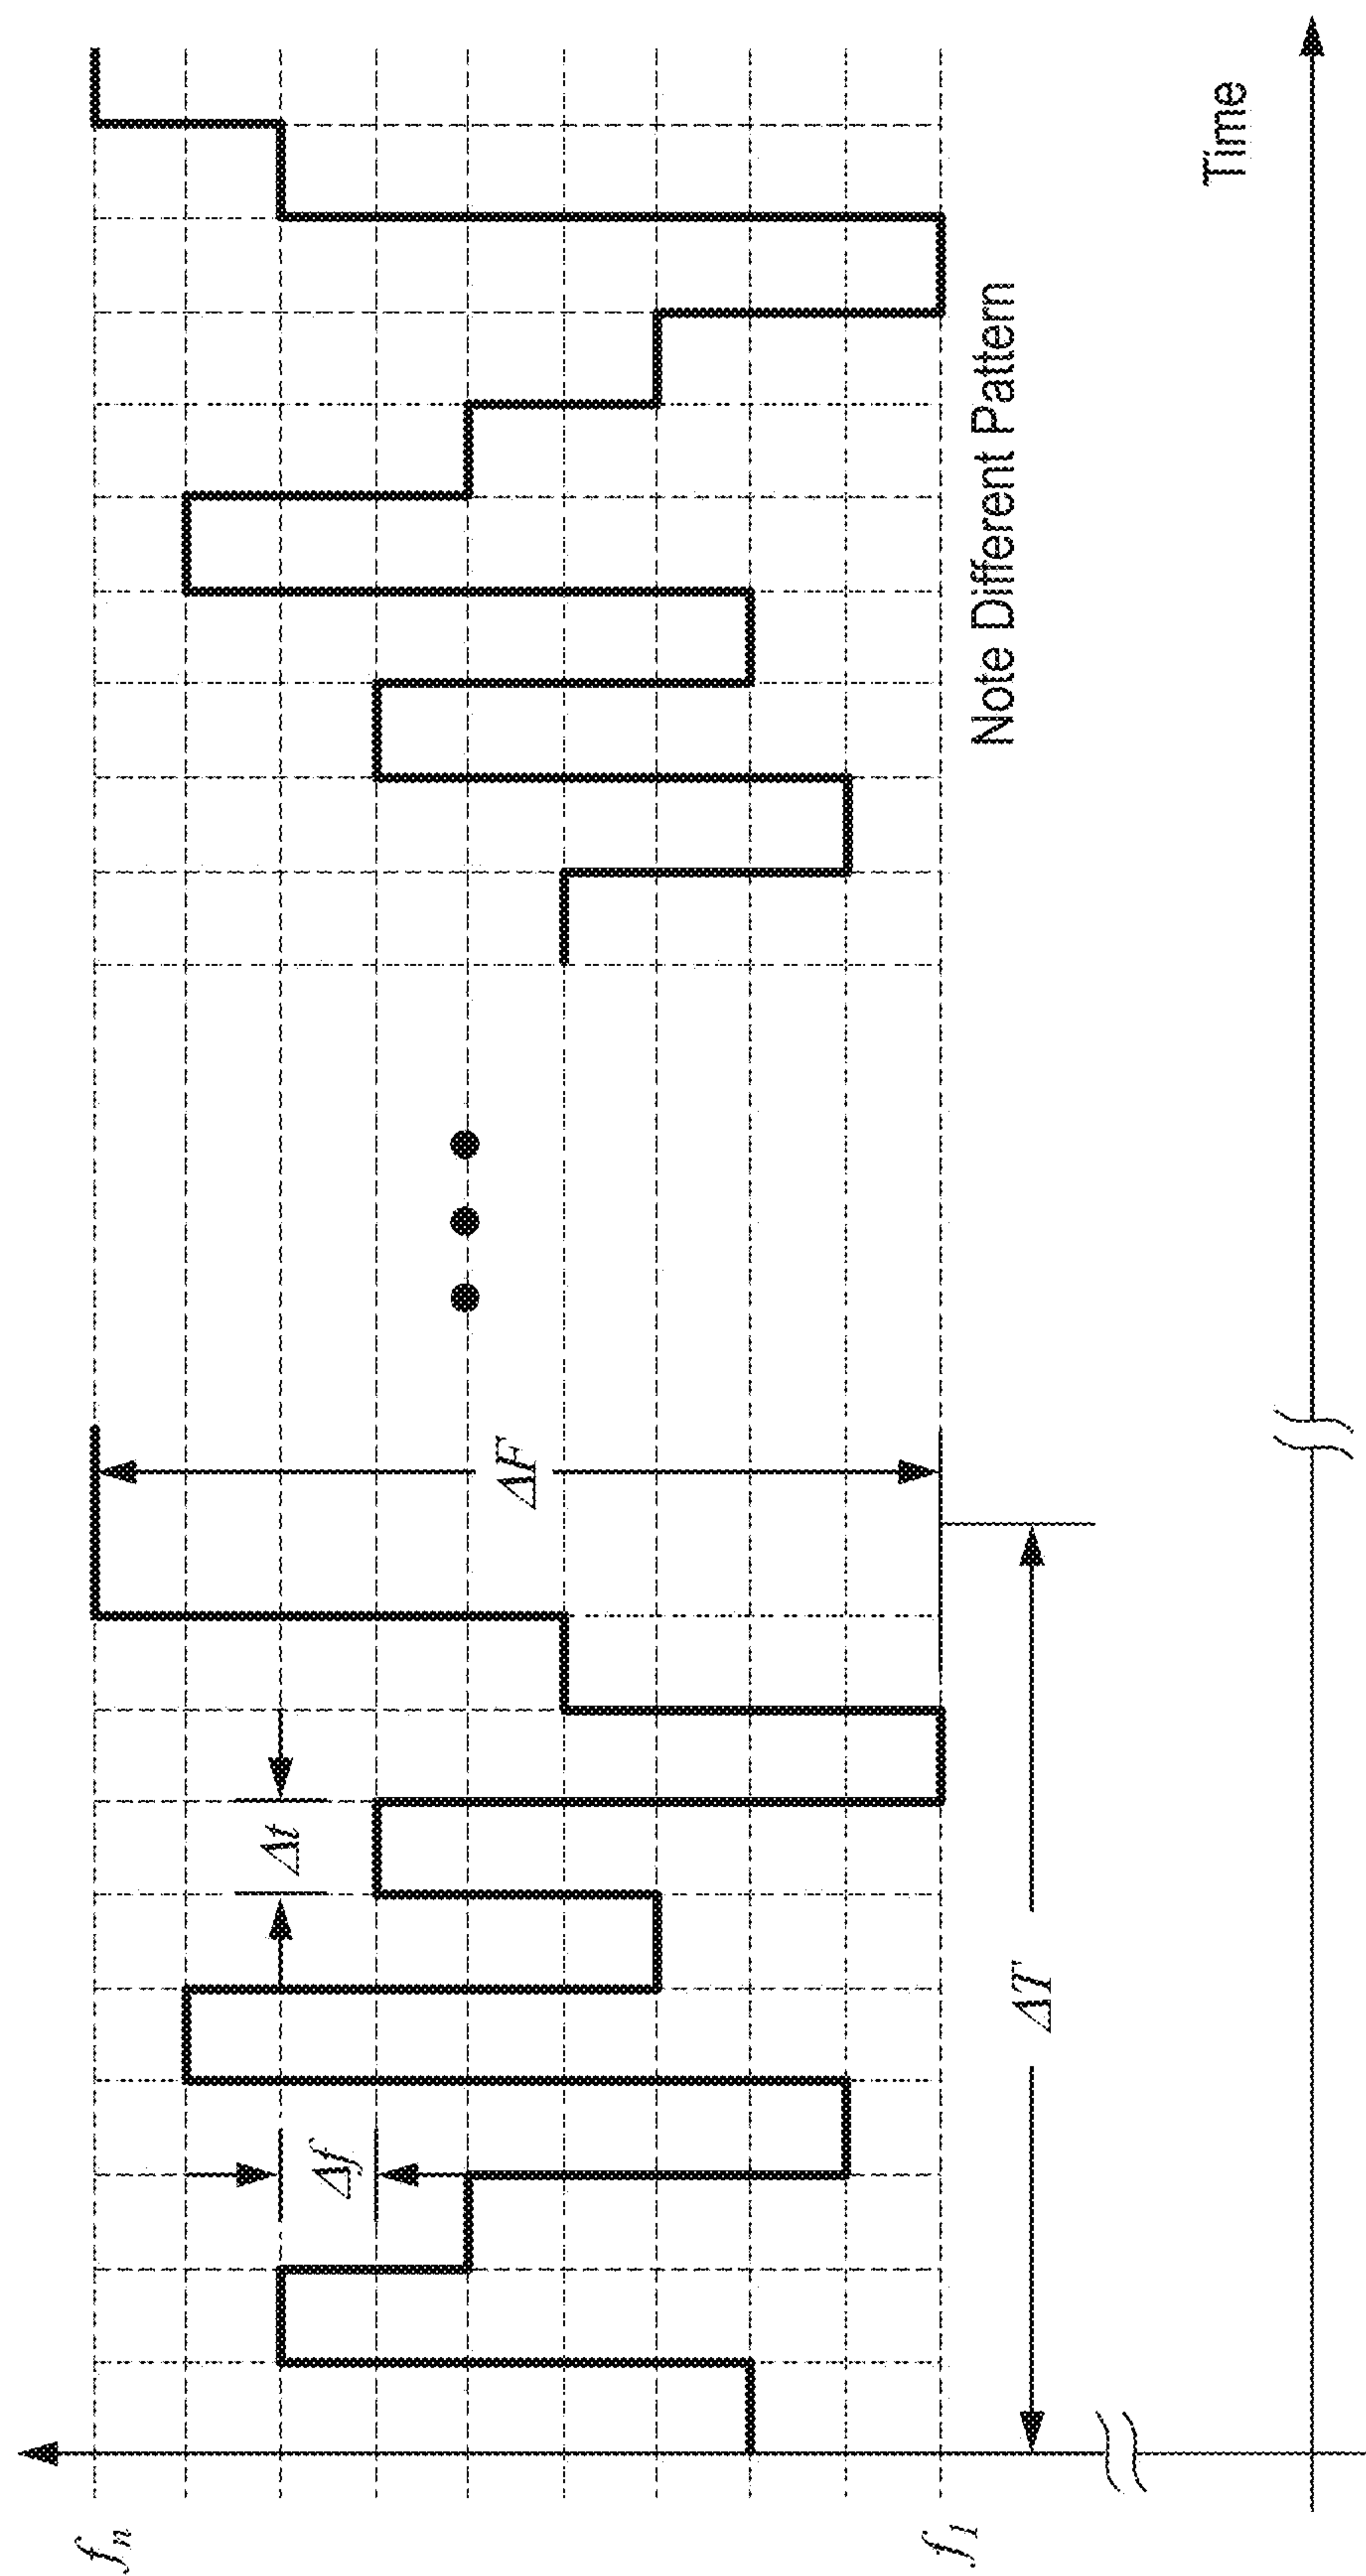 fn
f1
Δf
Δt
ΔF
ΔT
Note Different Pattern
Time